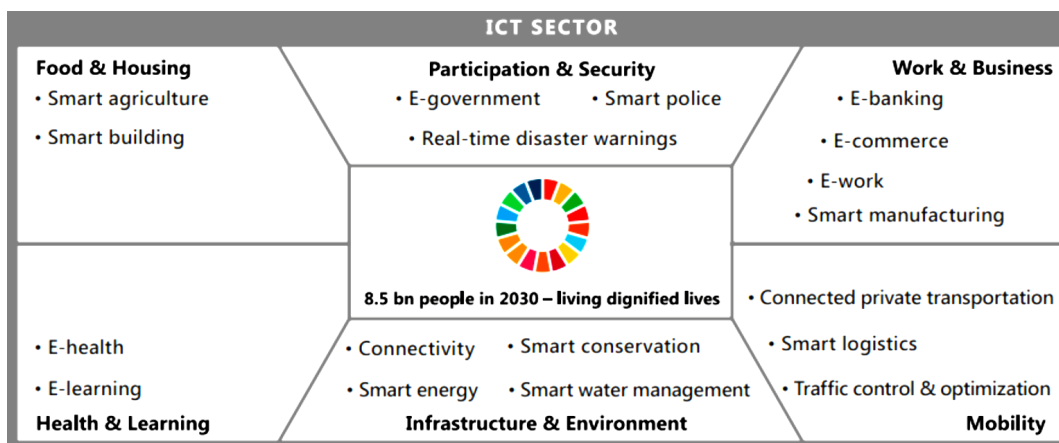 ICT SECTOR
Food & Housing
• Smart agriculture
• Smart building
Participation & Security
• E-government • Smart police
• Real-time disaster warnings
Work & Business
• E-banking
• E-commerce
• E-work
• Smart manufacturing
8.5 bn people in 2030 – living dignified lives
• E-health
• E-learning
Health & Learning
• Connectivity • Smart conservation
• Smart energy • Smart water management
Infrastructure & Environment
• Connected private transportation
• Smart logistics
• Traffic control & optimization
Mobility